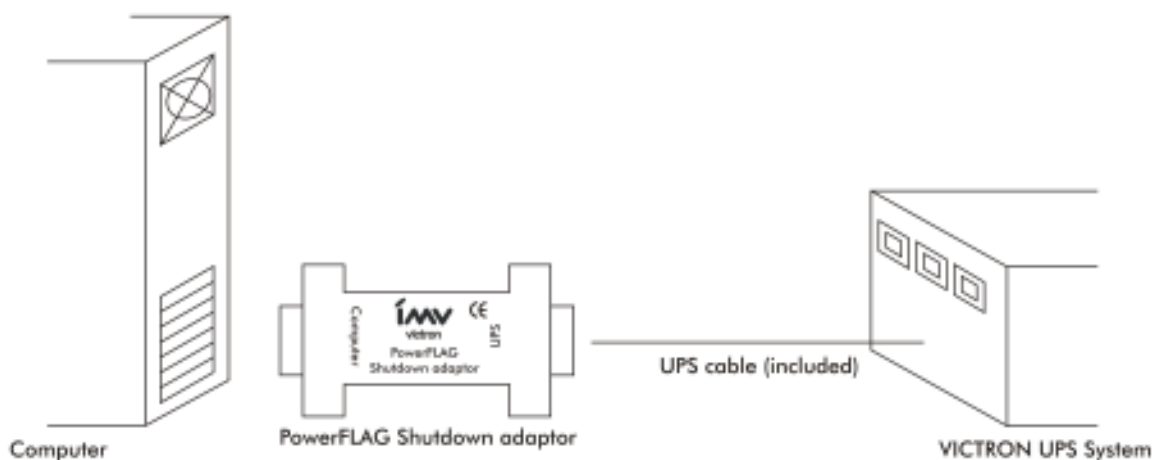 Computer
imv
victron
PowerFLAG
Shutdown adaptor
CE
UPS
PowerFLAG Shutdown adaptor
UPS cable (included)
Computer
VICTRON UPS System